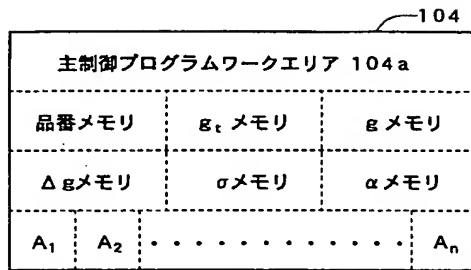 104
主制御プログラムワークエリア 104a
品番メモリ gt メモリ gメモリ
Δgメモリ σメモリ αメモリ
A1 A2 ・・・・・・・・・・・・・ An